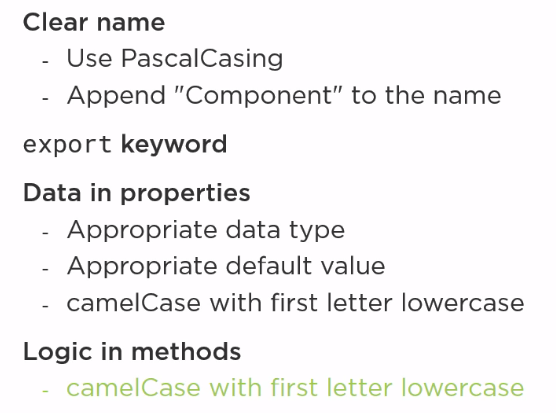 Clear name
- Use PascalCasing
- Append "Component" to the name
export keyword
Data in properties
- Appropriate data type
- Appropriate default value
- camelCase with first letter lowercase
Logic in methods
- camelCase with first letter lowercase